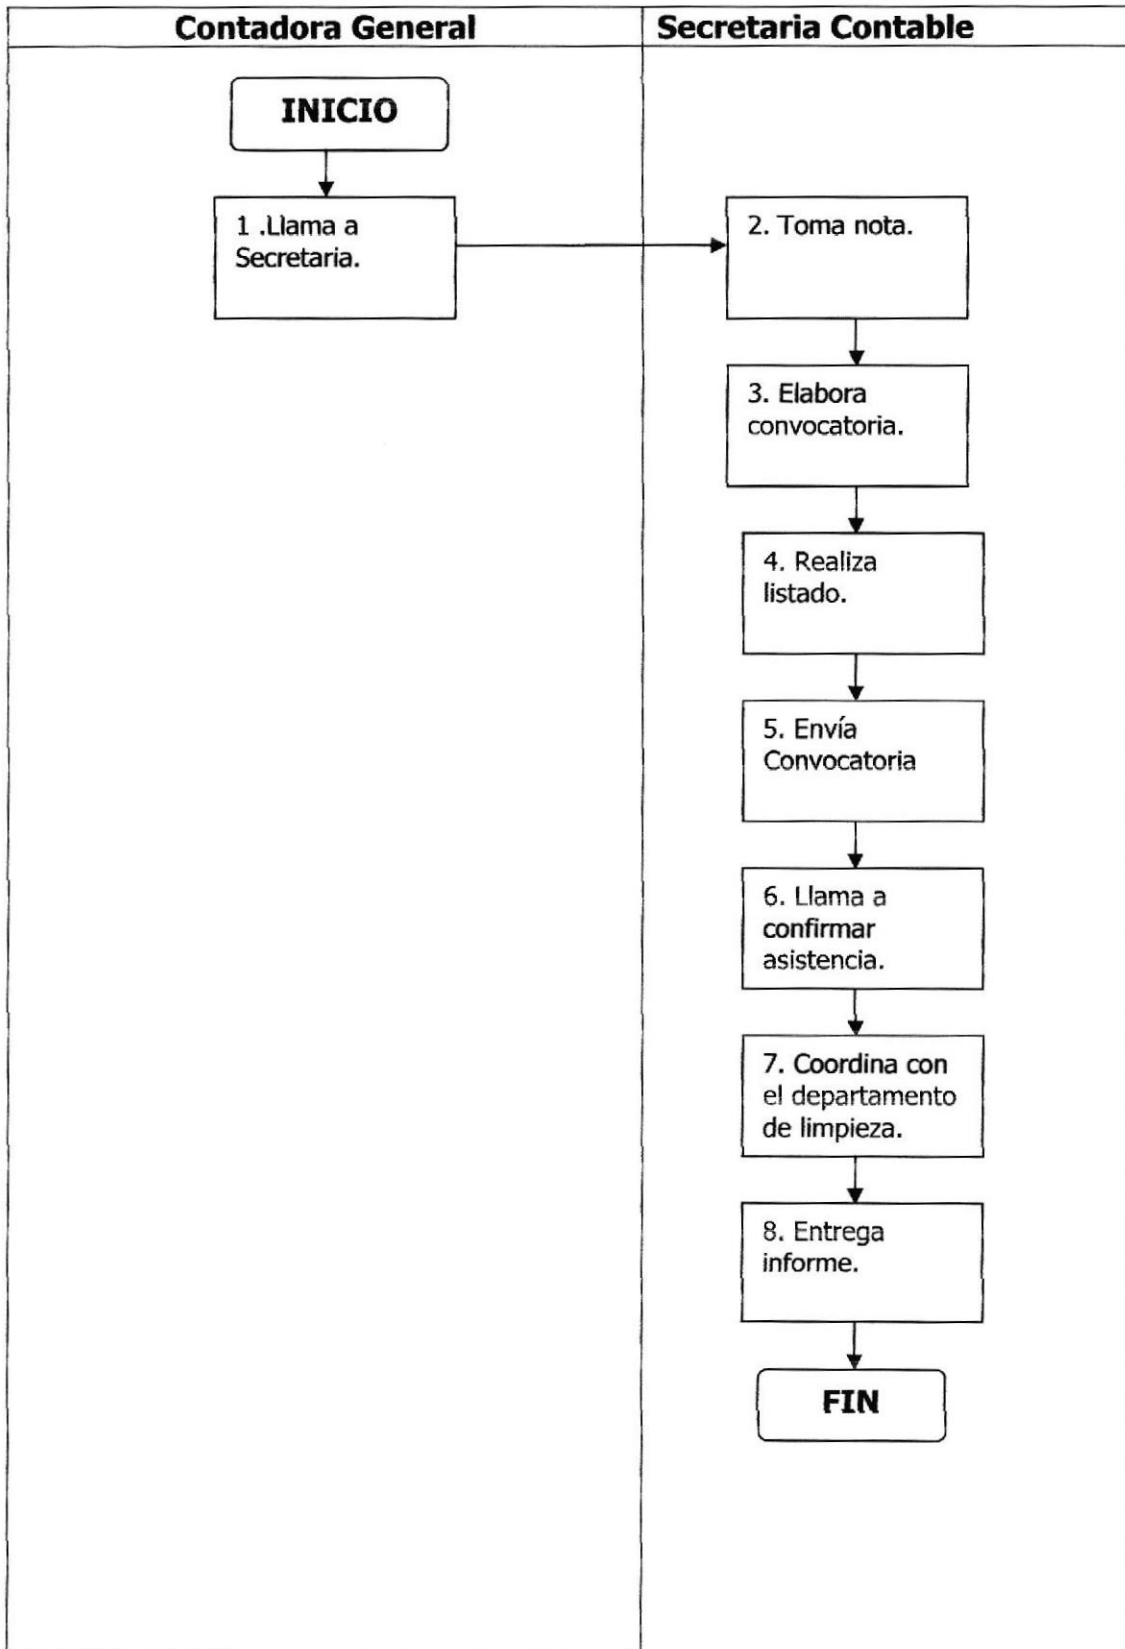 Contadora General
Secretaria Contable
INICIO
1 .Llama a
Secretaria.
2. Toma nota.
3. Elabora
convocatoria.
4. Realiza
listado.
5. Envía
Convocatoria
6. Llama a
confirmar
asistencia.
7. Coordina con
el departamento
de limpieza.
8. Entrega
informe.
FIN